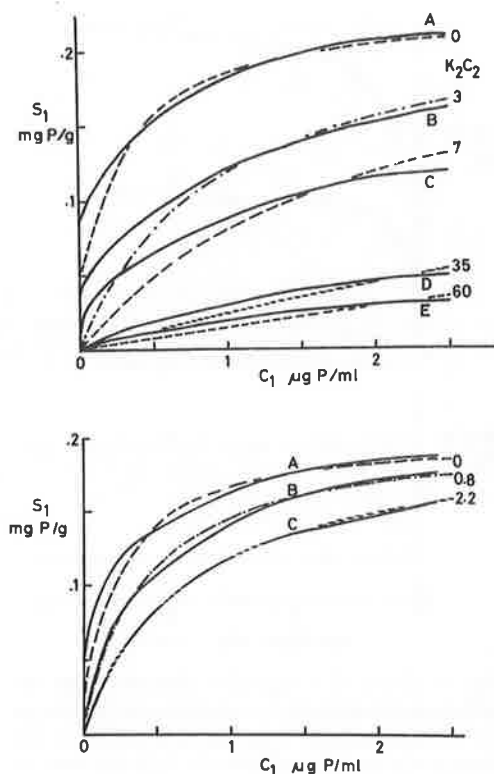 A
0
.2
K₂C₂
S₁
mg P/g
3
B
7
.1
C
35
D
60
E
0 1 2
C₁ μg P/ml
.2
S₁
mg P/g
A
0
0.8
B
2.2
C
.1
0 1 2
C₁ μg P/ml